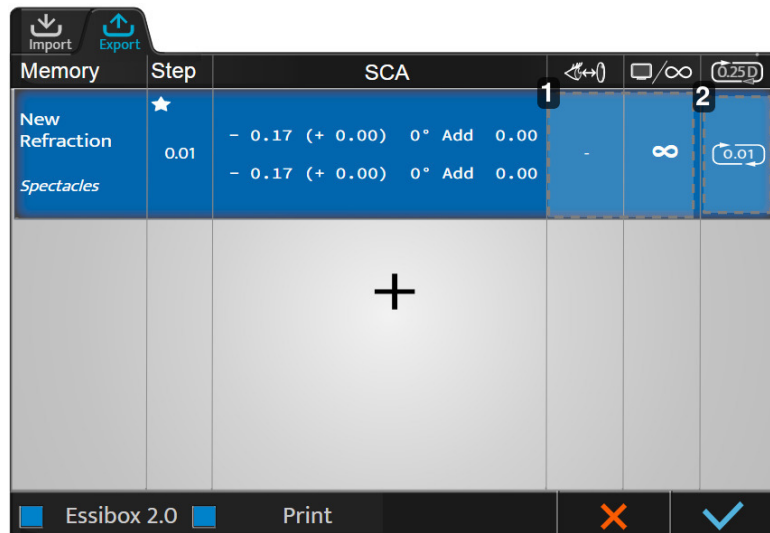 Import Export
Memory Step SCA /∞ 0.25D
1 2
New
Refraction
Spectacles
0.01
- 0.17 (+ 0.00) 0° Add 0.00
- 0.17 (+ 0.00) 0° Add 0.00
- ∞ 0.01
Essibox 2.0 Print